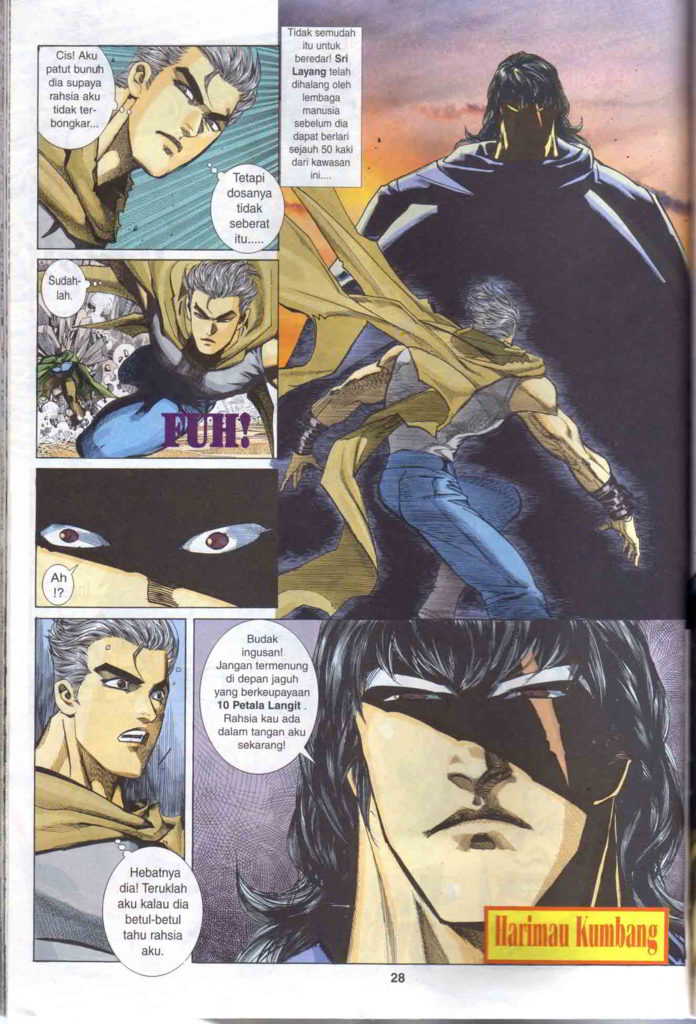 Cis! Aku
patut bunuh
dia supaya
rahsia aku
tidak ter-
bongkar...
Tetapi
dosanya
tidak
seberat
itu.....
Tidak semudah
itu untuk
beredar! Sri
Layang telah
dihalang oleh
lembaga
manusia
sebelum dia
dapat berlari
sejauh 50 kaki
dari kawasan
ini....
Sudah-
lah.
FUH!
Ah
!?
Hebatnya
dia! Teruklah
aku kalau dia
betul-betul
tahu rahsia
aku.
Budak
ingusan!
Jangan termenung
di depan jaguh
yang berkeupayaan
10 Petala Langit .
Rahsia kau ada
dalam tangan aku
sekarang!
Harimau Kumbang
28